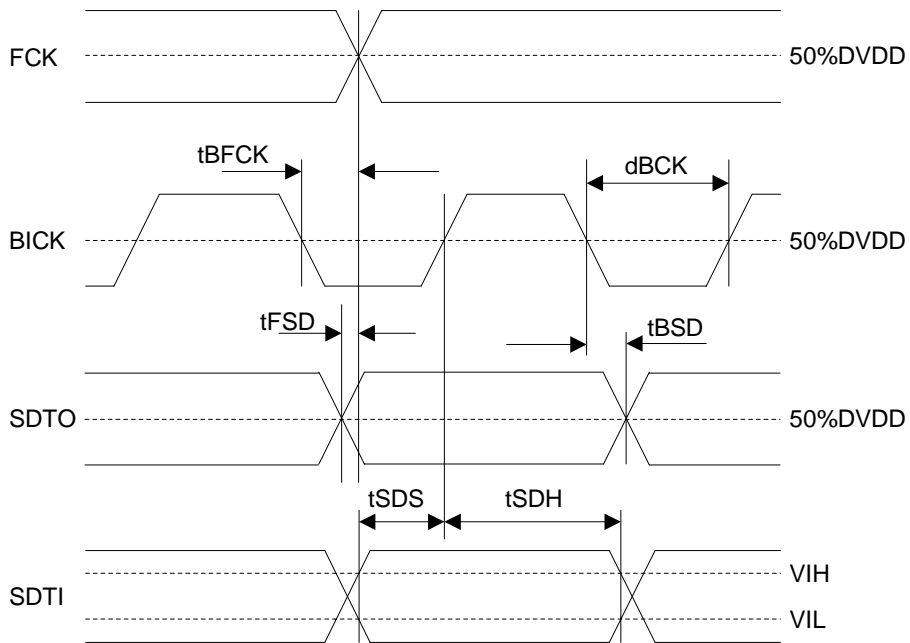 FCK
50%DVDD
tBFCK
dBCK
BICK
50%DVDD
tFSD
tBSD
SDTO
50%DVDD
tSDS
tSDH
VIH
SDTI
VIL